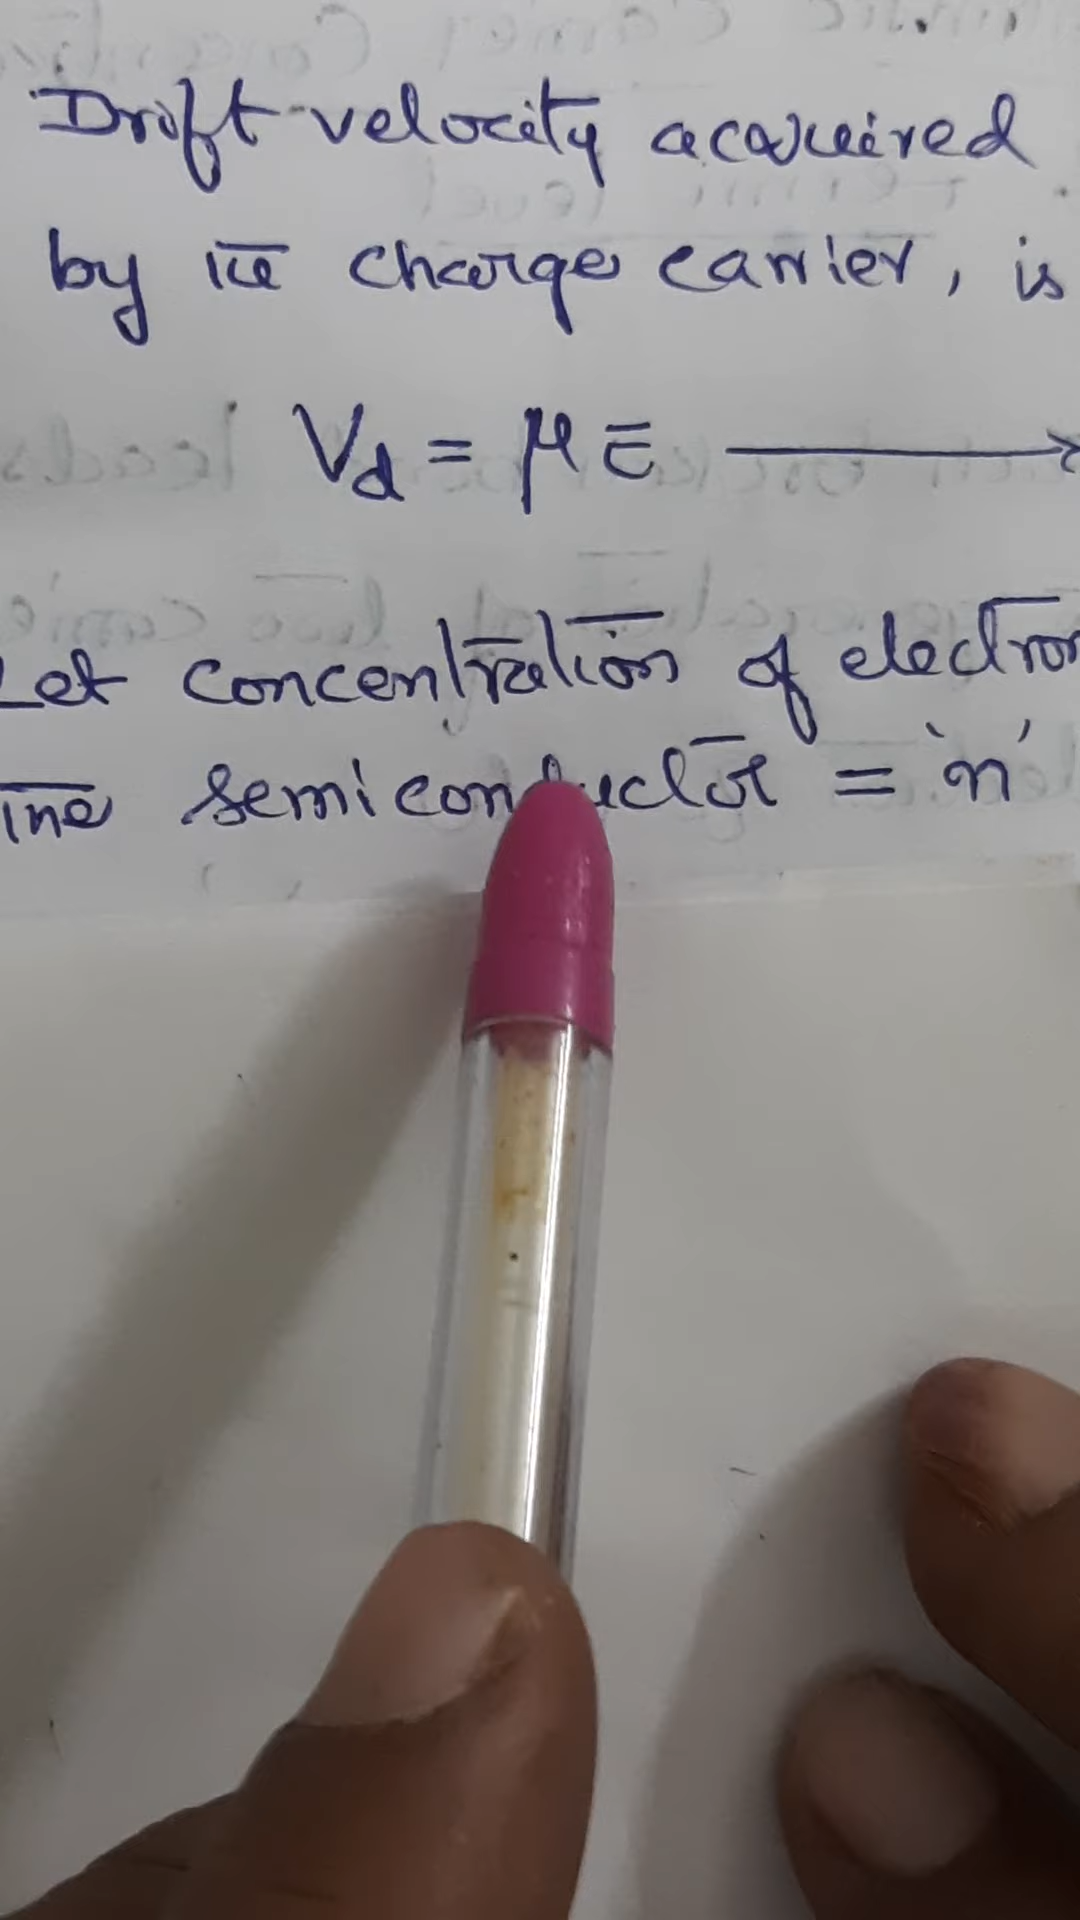 Drift velocity acquired
by the charge carrier, is
Vd = μE →
Let concentration of electron
the semiconductor = 'n'